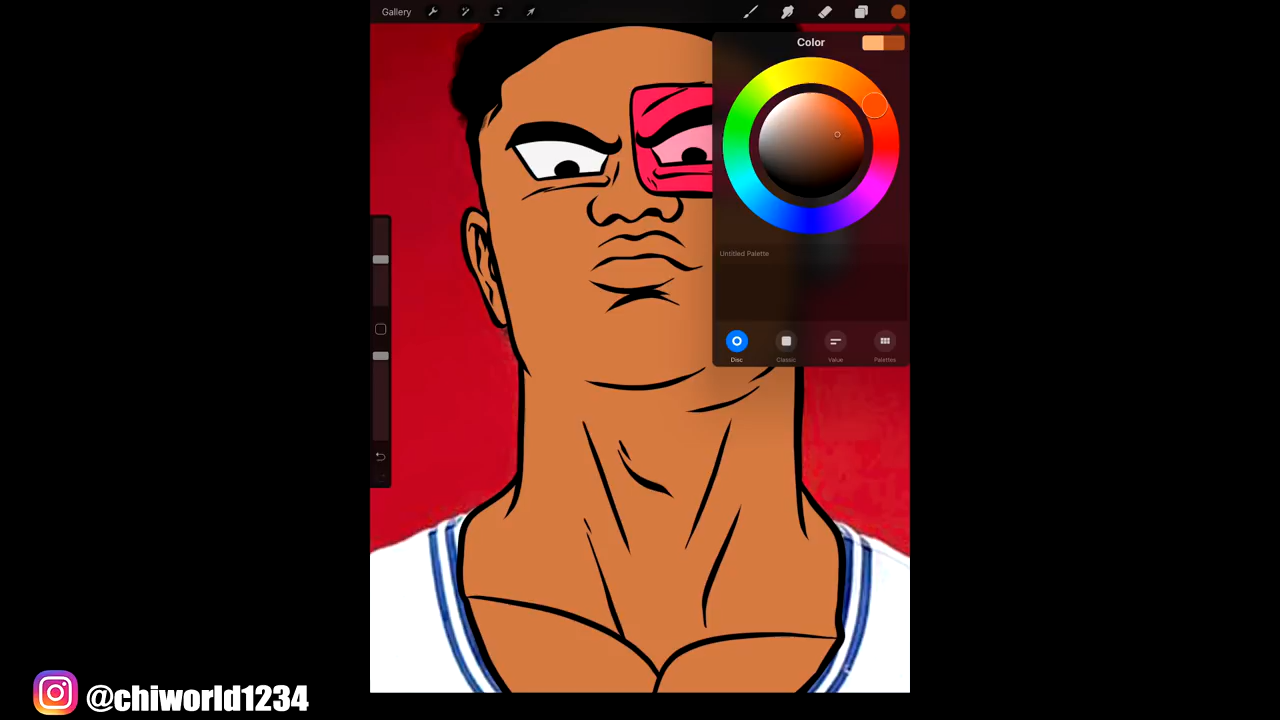 Gallery
Color
Untitled Palette
Disc
Classic
Value
Palettes
@chiworld1234